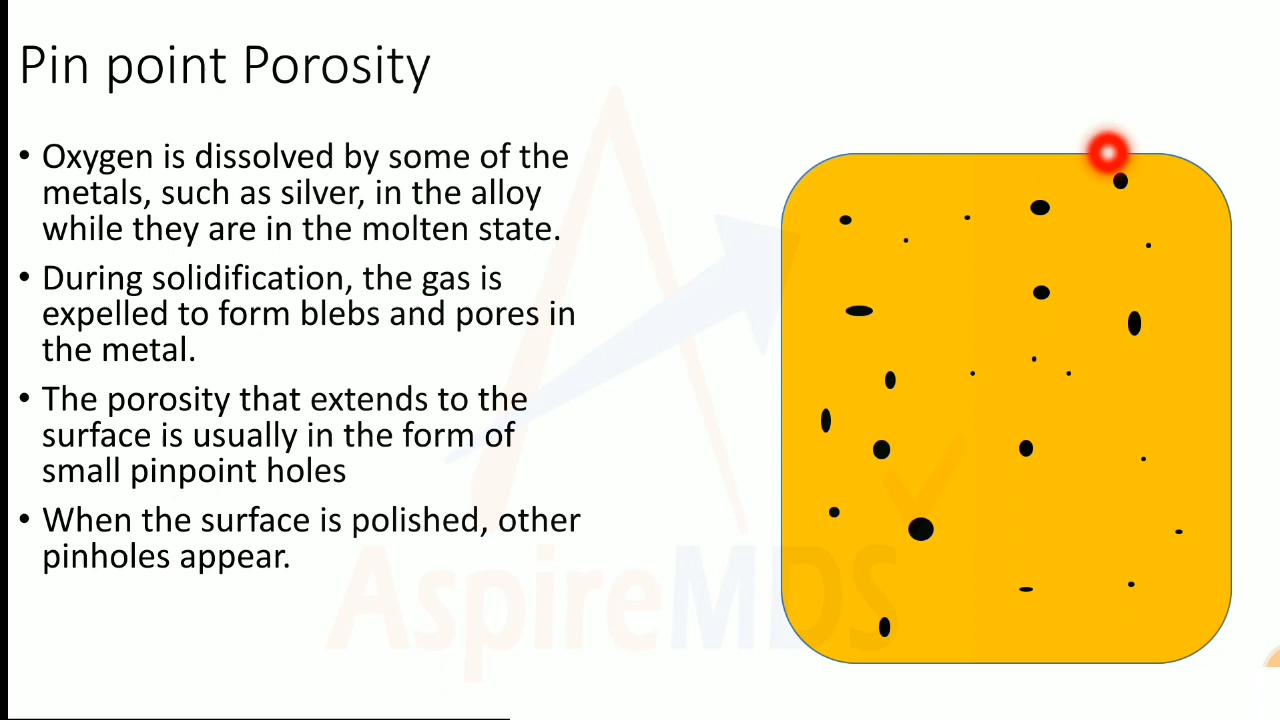 Pin point Porosity
• Oxygen is dissolved by some of the
metals, such as silver, in the alloy
while they are in the molten state.
• During solidification, the gas is
expelled to form blebs and pores in
the metal.
• The porosity that extends to the
surface is usually in the form of
small pinpoint holes
• When the surface is polished, other
pinholes appear.
AspireMDS